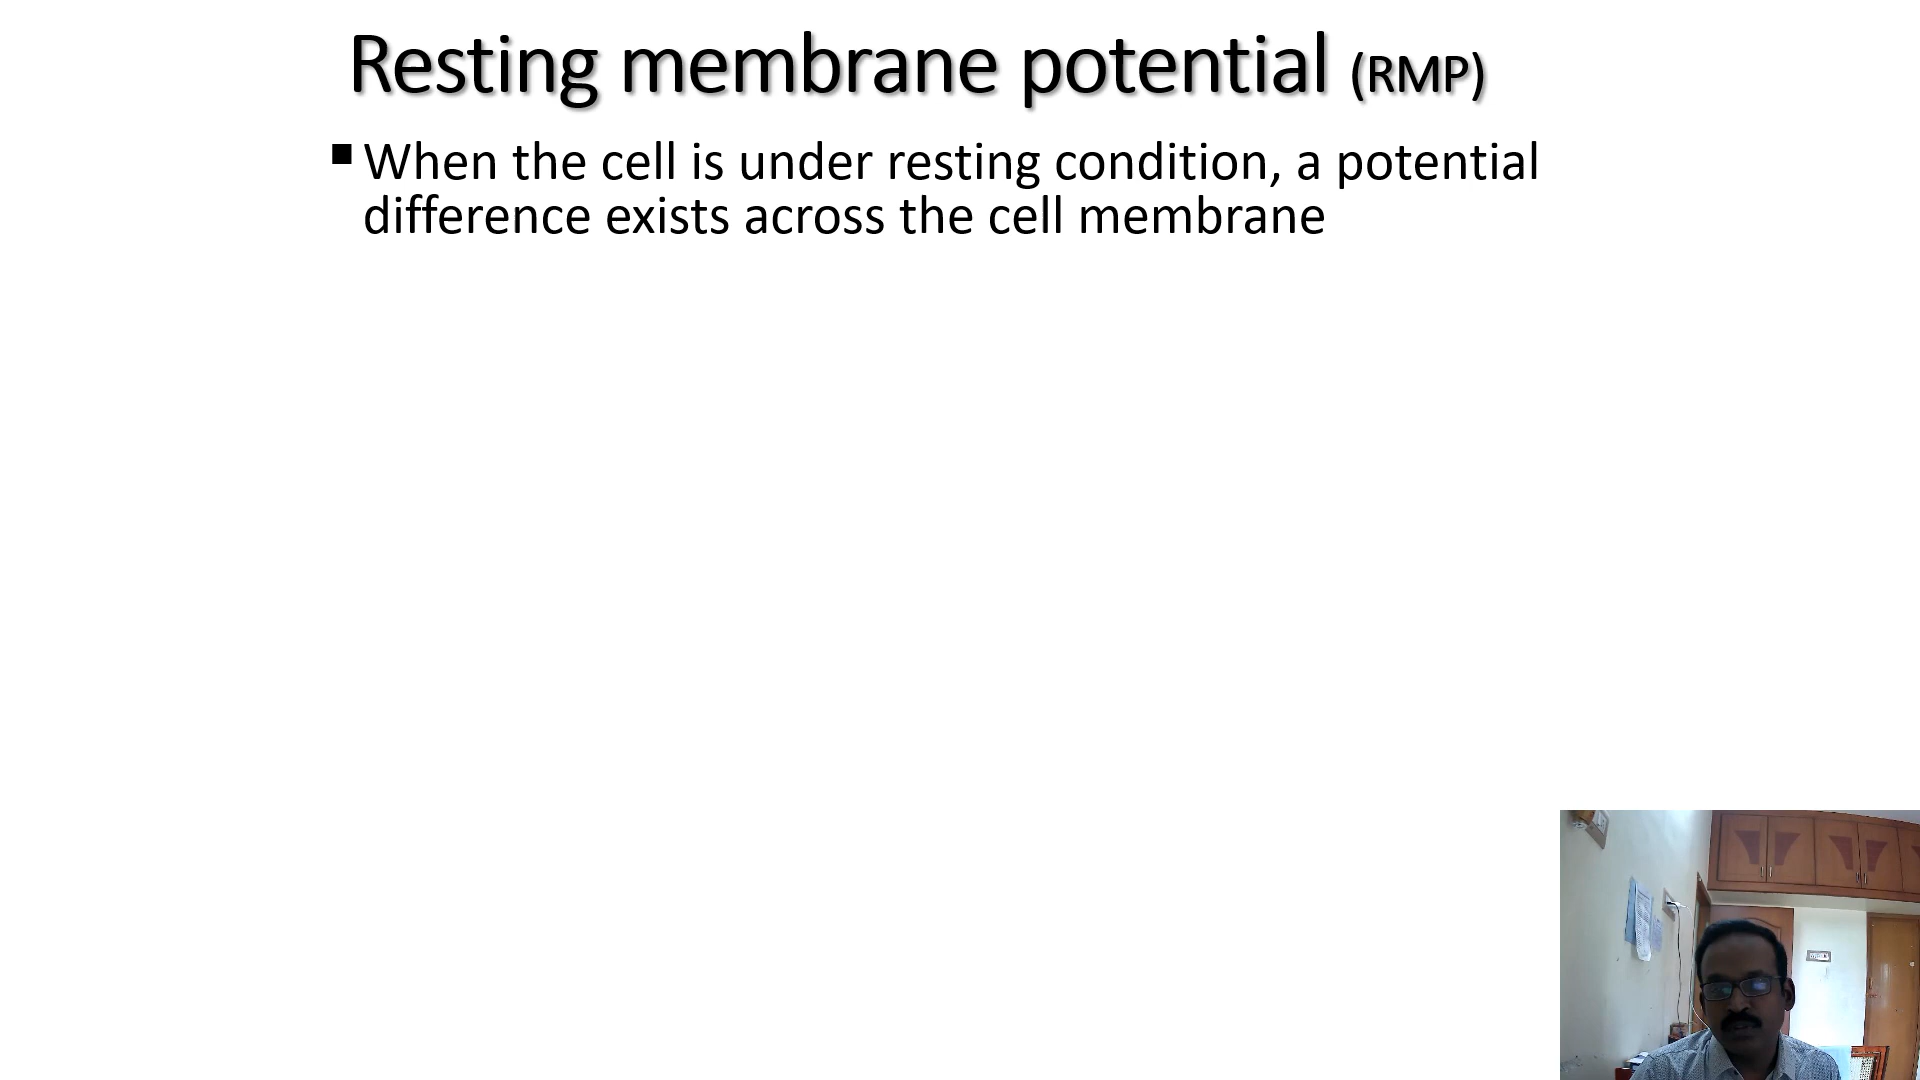 Resting membrane potential (RMP)
■ When the cell is under resting condition, a potential
difference exists across the cell membrane